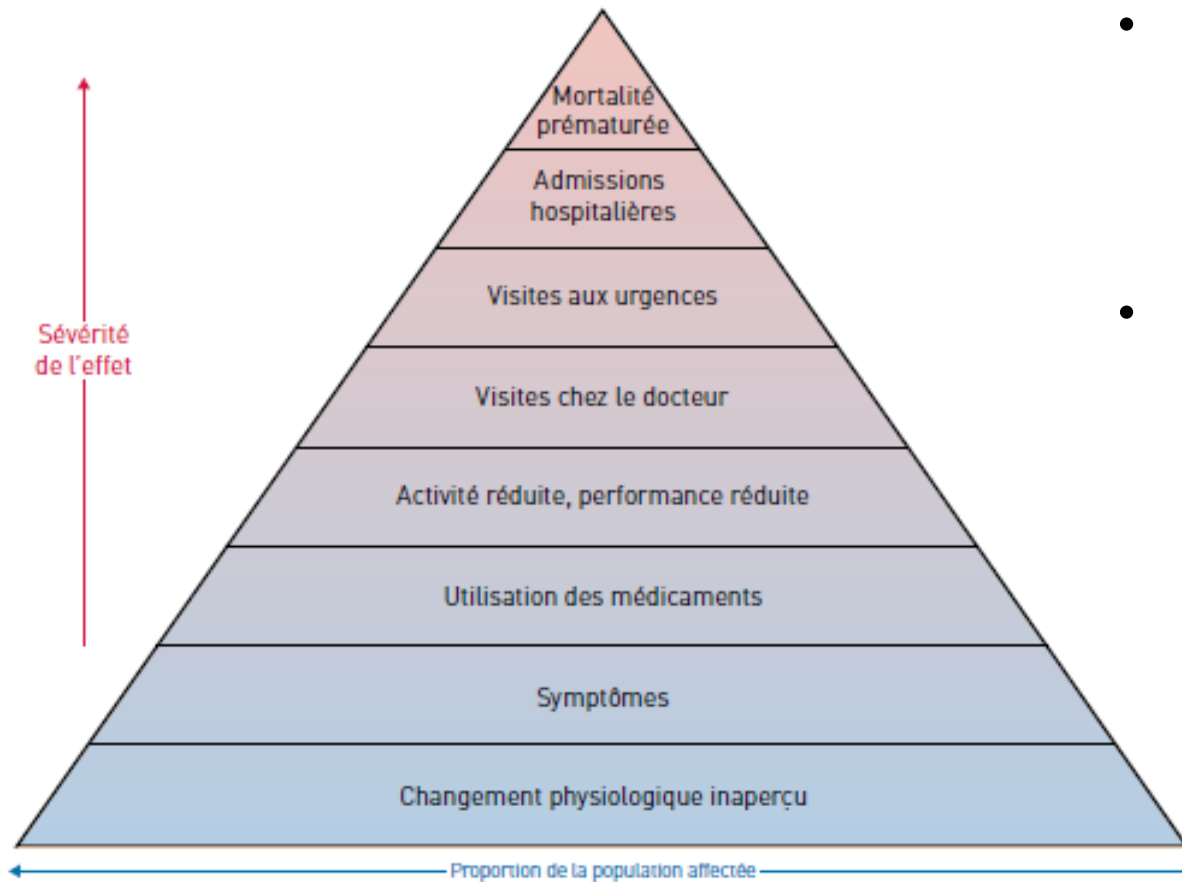 Mortalité
prématurée
Admissions
hospitalières
Visites aux urgences
Sévérité
de l'effet
Visites chez le docteur
Activité réduite, performance réduite
Utilisation des médicaments
Symptômes
Changement physiologique inaperçu
Proportion de la population affectée